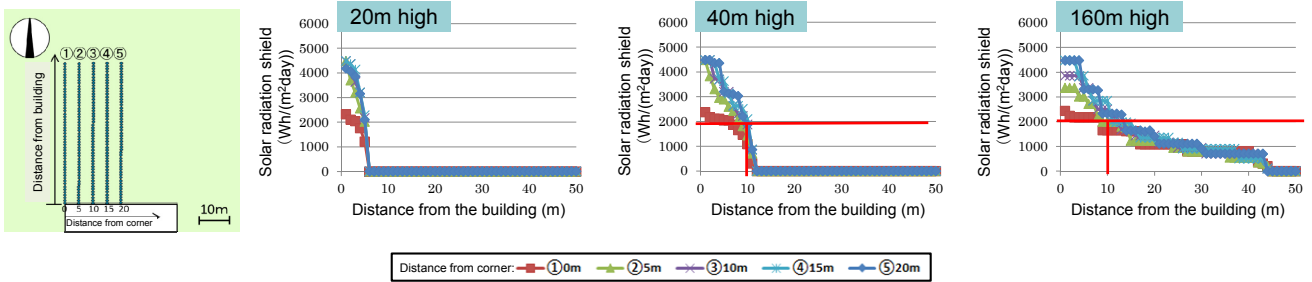 ①②③④⑤
Distance from building
0 5 10 15 20
Distance from corner
10m
20m high
Solar radiation shield
(Wh/(m²day))
6000
5000
4000
3000
2000
1000
0
0 10 20 30 40 50
Distance from the building (m)
40m high
Solar radiation shield
(Wh/(m²day))
6000
5000
4000
3000
2000
1000
0
0 10 20 30 40 50
Distance from the building (m)
160m high
Solar radiation shield
(Wh/(m²day))
6000
5000
4000
3000
2000
1000
0
0 10 20 30 40 50
Distance from the building (m)
Distance from corner: ①0m ②5m ③10m ④15m ⑤20m